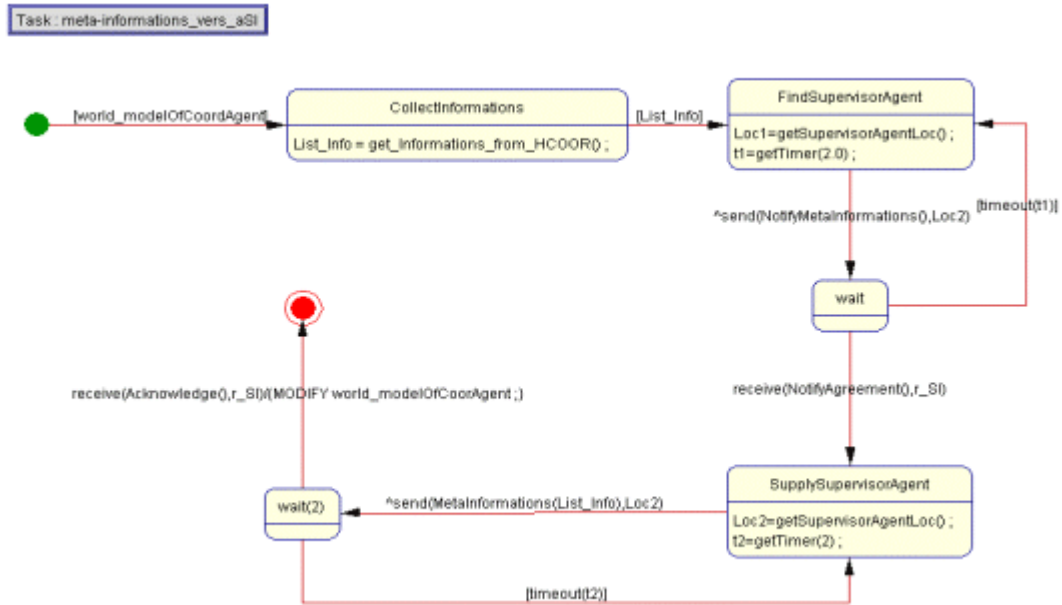 Task : meta-informations_vers_aSI
[world_modelOfCoordAgent]
CollectInformations
List_Info = get_Informations_from_HCOOR() ;
[List_Info]
FindSupervisorAgent
Loc1=getSupervisorAgentLoc() ;
t1=getTimer(2.0) ;
^send(NotifyMetaInformations(),Loc2)
[timeout(t1)]
wait
receive(Acknowledge(),r_SI)/(MODIFY world_modelOfCoorAgent ;)
receive(NotifyAgreement(),r_SI)
wait(2)
^send(MetaInformations(List_Info),Loc2)
SupplySupervisorAgent
Loc2=getSupervisorAgentLoc() ;
t2=getTimer(2) ;
[timeout(t2)]